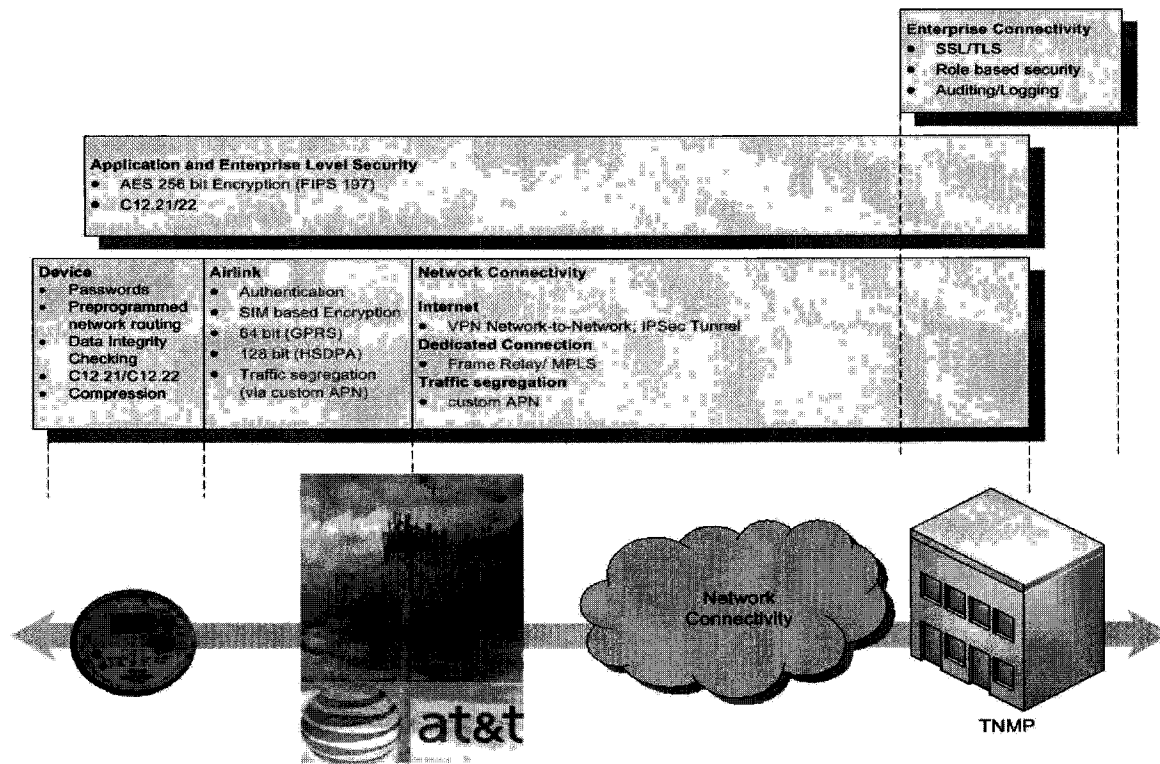 Enterprise Connectivity
• SSL/TLS
• Role based security
• Auditing/Logging
Application and Enterprise Level Security
• AES 256 bit Encryption (FIPS 197)
• C12.21/22
Device
• Passwords
• Preprogrammed
network routing
• Data Integrity
Checking
• C12.21/C12.22
• Compression
Airlink
• Authentication
• SIM based Encryption
• 64 bit (GPRS)
• 128 bit (HSDPA)
• Traffic segregation
(via custom APN)
Network Connectivity
Internet
• VPN Network-to-Network; IPSec Tunnel
Dedicated Connection
• Frame Relay/ MPLS
Traffic segregation
• custom APN
at&t
Network
Connectivity
TNMP